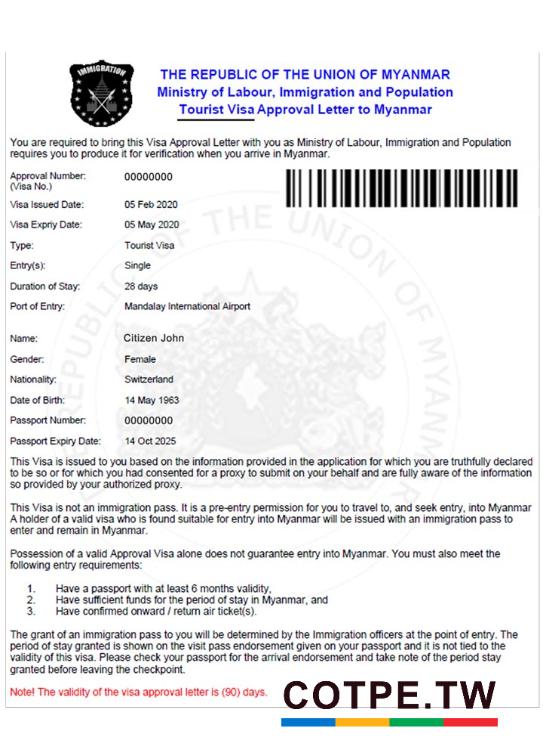 IMMIGRATION
THE REPUBLIC OF THE UNION OF MYANMAR
Ministry of Labour, Immigration and Population
Tourist Visa Approval Letter to Myanmar
You are required to bring this Visa Approval Letter with you as Ministry of Labour, Immigration and Population
requires you to produce it for verification when you arrive in Myanmar.
Approval Number: 00000000
(Visa No.)
Visa Issued Date: 05 Feb 2020
Visa Expriy Date: 05 May 2020
Type: Tourist Visa
Entry(s): Single
Duration of Stay: 28 days
Port of Entry: Mandalay International Airport
Name: Citizen John
Gender: Female
Nationality: Switzerland
Date of Birth: 14 May 1963
Passport Number: 00000000
Passport Expiry Date: 14 Oct 2025
THE REPUBLIC OF THE UNION OF MYANMAR
This Visa is issued to you based on the information provided in the application for which you are truthfully declared
to be so or for which you had consented for a proxy to submit on your behalf and are fully aware of the information
so provided by your authorized proxy.
This Visa is not an immigration pass. It is a pre-entry permission for you to travel to, and seek entry, into Myanmar
A holder of a valid visa who is found suitable for entry into Myanmar will be issued with an immigration pass to
enter and remain in Myanmar.
Possession of a valid Approval Visa alone does not guarantee entry into Myanmar. You must also meet the
following entry requirements:
1. Have a passport with at least 6 months validity,
2. Have sufficient funds for the period of stay in Myanmar, and
3. Have confirmed onward / return air ticket(s).
The grant of an immigration pass to you will be determined by the Immigration officers at the point of entry. The
period of stay granted is shown on the visit pass endorsement given on your passport and it is not tied to the
validity of this visa. Please check your passport for the arrival endorsement and take note of the period stay
granted before leaving the checkpoint.
Note! The validity of the visa approval letter is (90) days.
COTPE.TW